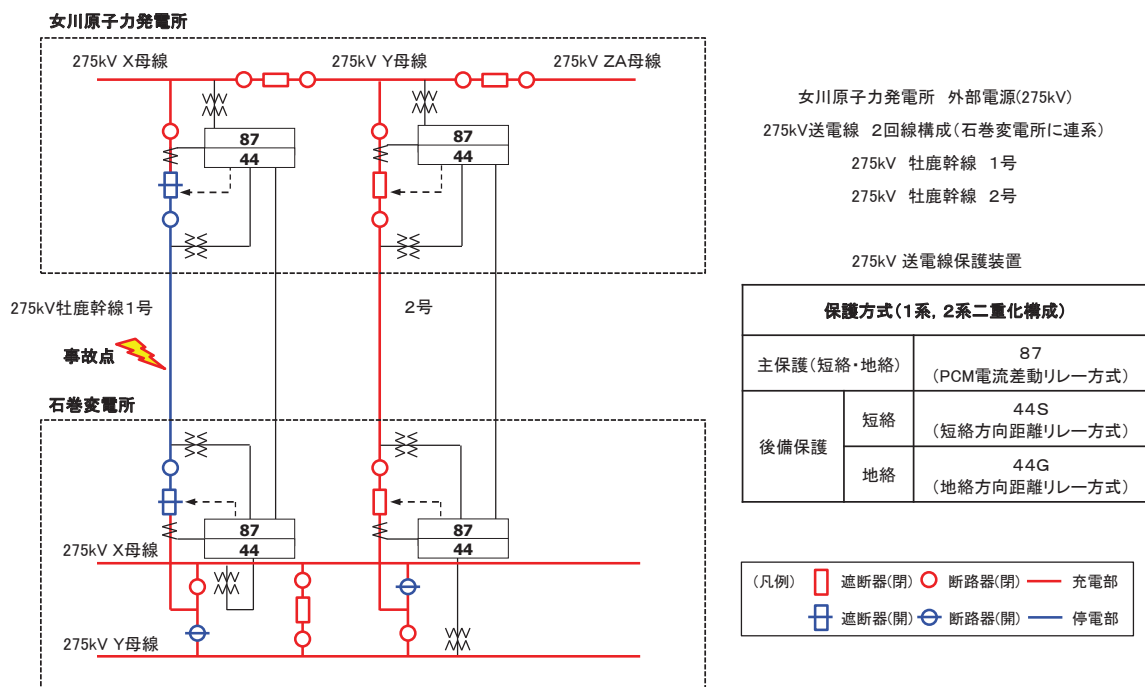 女川原子力発電所
275kV X母線
275kV Y母線
275kV ZA母線
87
44
87
44
275kV牡鹿幹線1号
2号
事故点
石巻変電所
87
44
87
44
275kV X母線
275kV Y母線
女川原子力発電所 外部電源(275kV)
275kV送電線 2回線構成(石巻変電所に連系)
275kV 牡鹿幹線 1号
275kV 牡鹿幹線 2号
275kV 送電線保護装置
保護方式(1系, 2系二重化構成)
主保護(短絡・地絡)
87
(PCM電流差動リレー方式)
後備保護
短絡
44S
(短絡方向距離リレー方式)
地絡
44G
(地絡方向距離リレー方式)
(凡例) 遮断器(閉) 断路器(閉) 充電部
遮断器(開) 断路器(開) 停電部